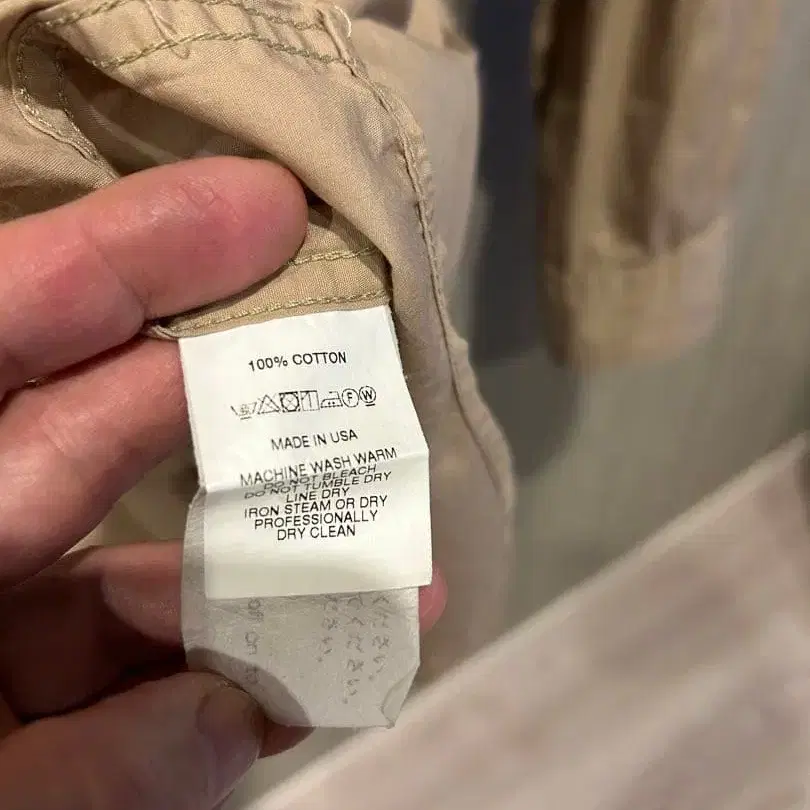 100% COTTON
F W
MADE IN USA
MACHINE WASH WARM
DO NOT BLEACH
DO NOT TUMBLE DRY
LINE DRY
IRON STEAM OR DRY
PROFESSIONALLY
DRY CLEAN